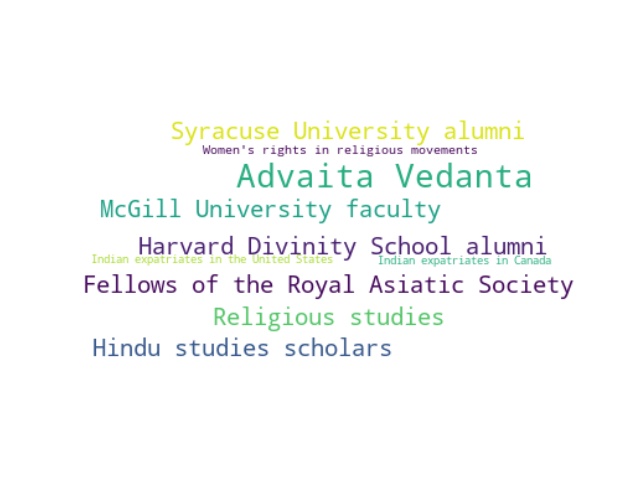 Syracuse University alumni
Women's rights in religious movements
Advaita Vedanta
McGill University faculty
Harvard Divinity School alumni
Indian expatriates in the United States
Indian expatriates in Canada
Fellows of the Royal Asiatic Society
Religious studies
Hindu studies scholars